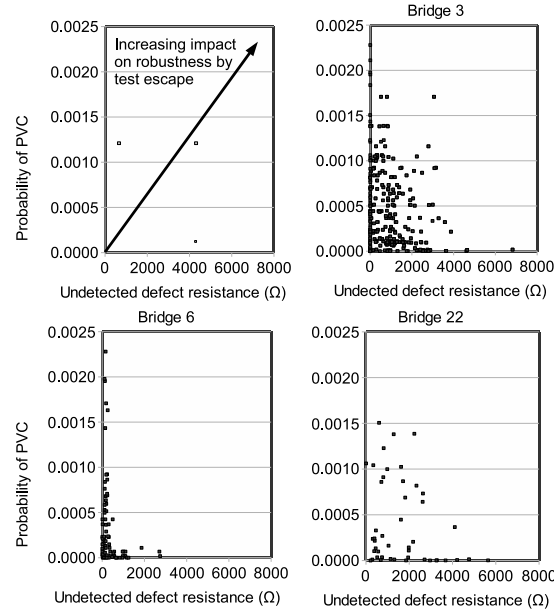 0.0025
0.0020
0.0015
0.0010
0.0005
0.0000
Probability of PVC
Increasing impact
on robustness by
test escape
0 2000 4000 6000 8000
Undetected defect resistance (Ω)
Bridge 3
0.0025
0.0020
0.0015
0.0010
0.0005
0.0000
0 2000 4000 6000 8000
Undetected defect resistance (Ω)
Bridge 6
0.0025
0.0020
0.0015
0.0010
0.0005
0.0000
Probability of PVC
0 2000 4000 6000 8000
Undetected defect resistance (Ω)
Bridge 22
0.0025
0.0020
0.0015
0.0010
0.0005
0.0000
0 2000 4000 6000 8000
Undetected defect resistance (Ω)